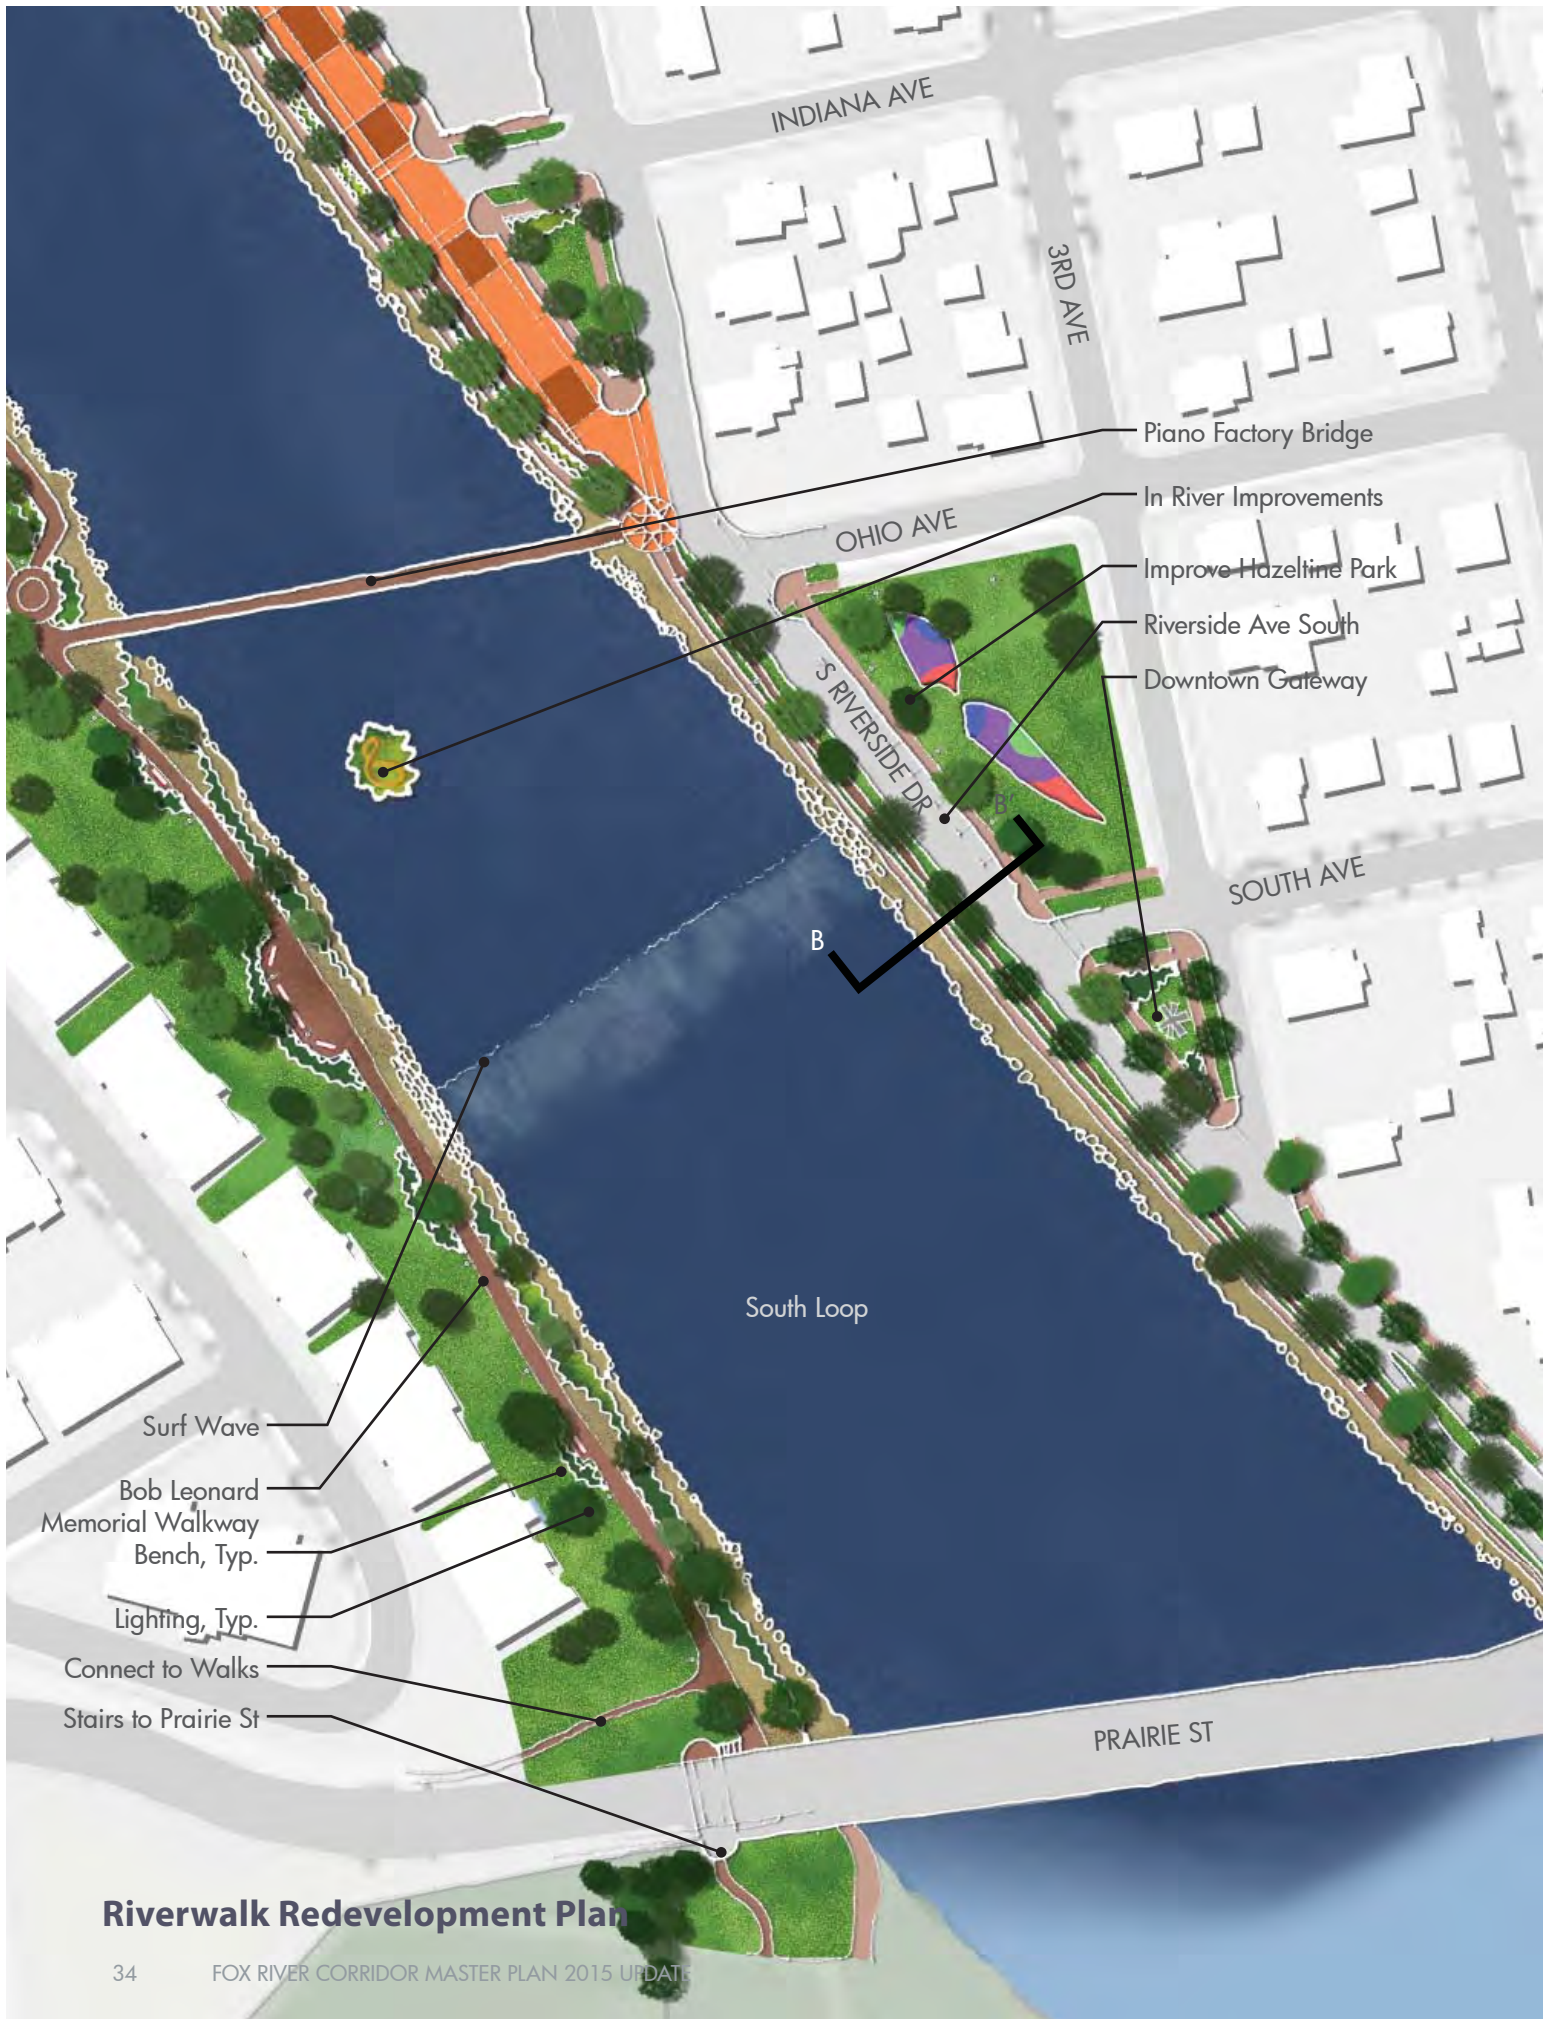 INDIANA AVE
3RD AVE
Piano Factory Bridge
In River Improvements
OHIO AVE
Improve Hazeltine Park
Riverside Ave South
S RIVERSIDE DR
Downtown Gateway
B'
SOUTH AVE
B
South Loop
Surf Wave
Bob Leonard
Memorial Walkway
Bench, Typ.
Lighting, Typ.
Connect to Walks
Stairs to Prairie St
PRAIRIE ST
Riverwalk Redevelopment Plan
34 FOX RIVER CORRIDOR MASTER PLAN 2015 UPDATE